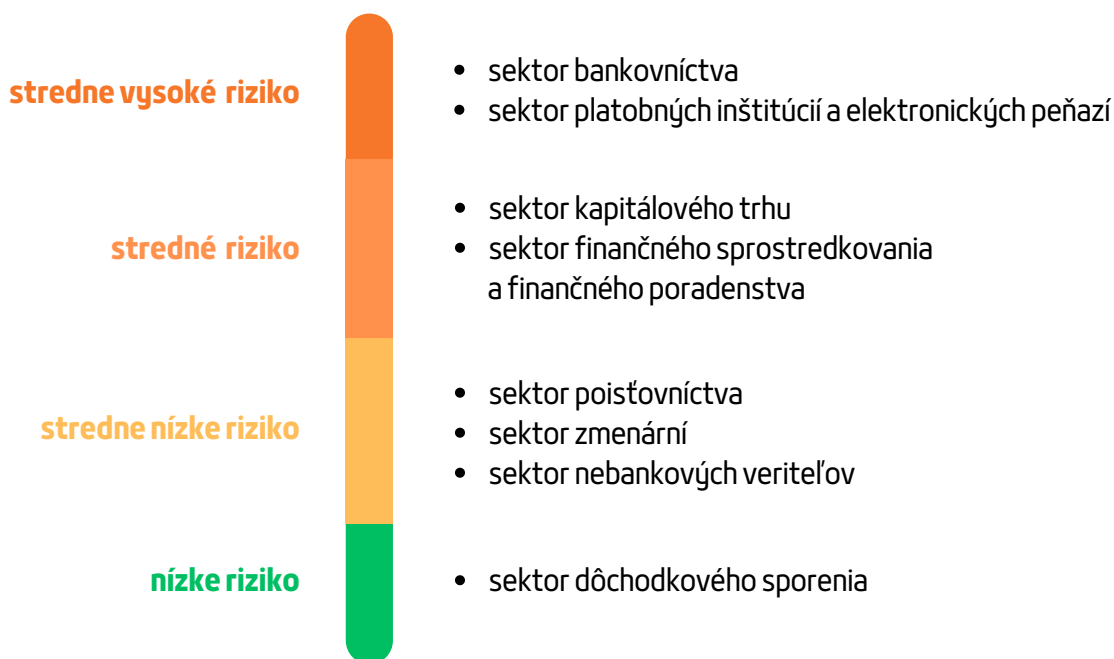 stredne vysoké riziko
• sektor bankovníctva
• sektor platobných inštitúcií a elektronických peňazí
stredné riziko
• sektor kapitálového trhu
• sektor finančného sprostredkovania
a finančného poradenstva
stredne nízke riziko
• sektor poisťovníctva
• sektor zmenární
• sektor nebankových veriteľov
nízke riziko
• sektor dôchodkového sporenia